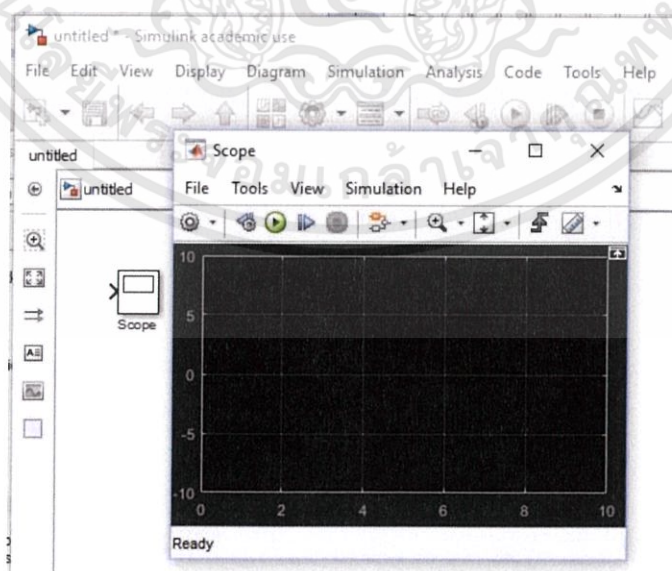 untitled * - Simulink academic use
File Edit View Display Diagram Simulation Analysis Code Tools Help
untitled
untitled
Scope
Scope
File Tools View Simulation Help
10
5
0
-5
-10
0 2 4 6 8 10
Ready